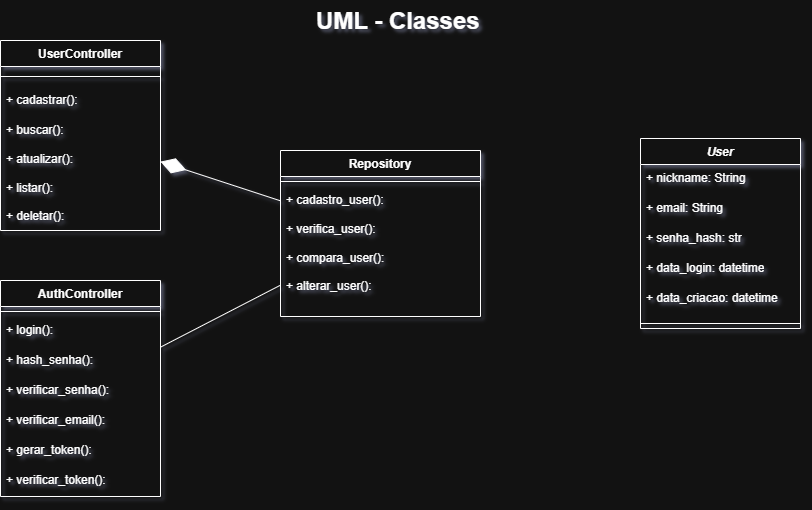 UML - Classes
UserController
+ cadastrar():
+ buscar():
+ atualizar():
+ listar():
+ deletar():
Repository
+ cadastro_user():
+ verifica_user():
+ compara_user():
+ alterar_user():
User
+ nickname: String
+ email: String
+ senha_hash: str
+ data_login: datetime
+ data_criacao: datetime
AuthController
+ login():
+ hash_senha():
+ verificar_senha():
+ verificar_email():
+ gerar_token():
+ verificar_token():